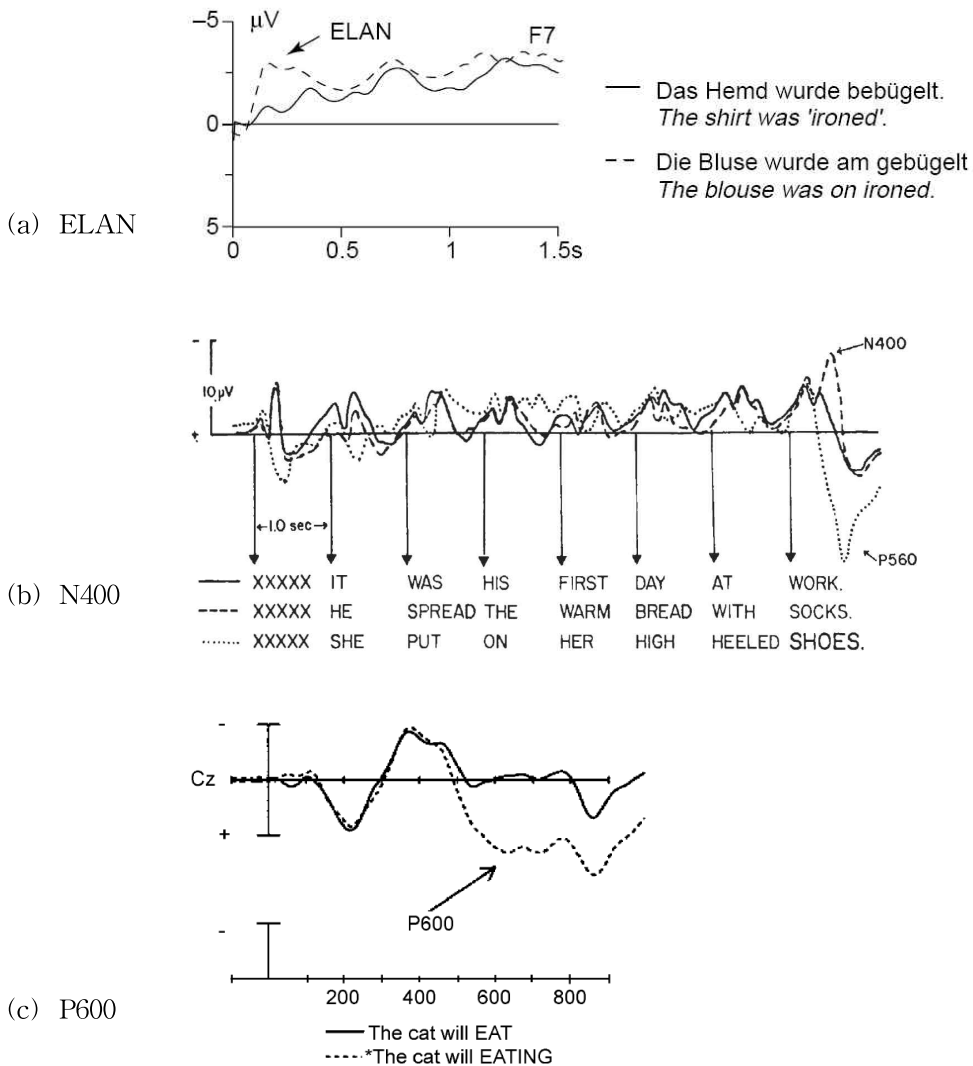 –5
μV
ELAN
F7
0
5
0 0.5 1 1.5s
Das Hemd wurde bebügelt.
The shirt was 'ironed'.
Die Bluse wurde am gebügelt
The blouse was on ironed.
(a) ELAN
-
N400
10 μV
+
1.0 sec
P560
XXXXX IT WAS HIS FIRST DAY AT WORK.
XXXXX HE SPREAD THE WARM BREAD WITH SOCKS.
XXXXX SHE PUT ON HER HIGH HEELED SHOES.
(b) N400
-
Cz
+
P600
-
200 400 600 800
(c) P600
The cat will EAT
*The cat will EATING